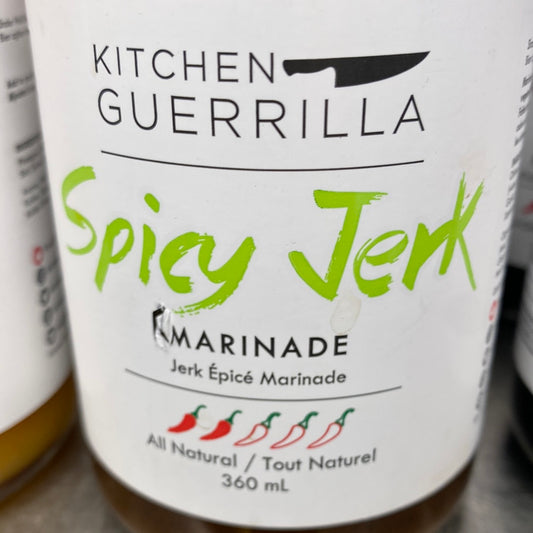 KITCHEN
GUERRILLA
Spicy Jerk
MARINADE
Jerk Épicé Marinade
All Natural / Tout Naturel
360 mL